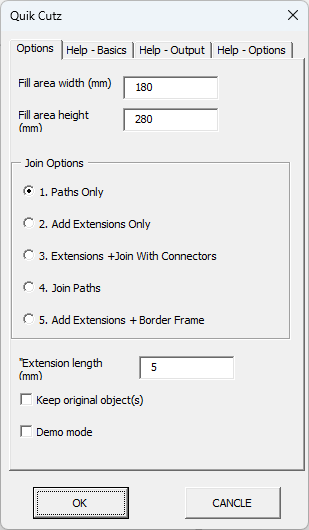 Quik Cutz
Options
Help - Basics
Help - Output
Help - Options
Fill area width (mm)
180
Fill area height
(mm)
280
Join Options
1. Paths Only
2. Add Extensions Only
3. Extensions +Join With Connectors
4. Join Paths
5. Add Extensions + Border Frame
"Extension length
(mm)
5
Keep original object(s)
Demo mode
OK
CANCLE